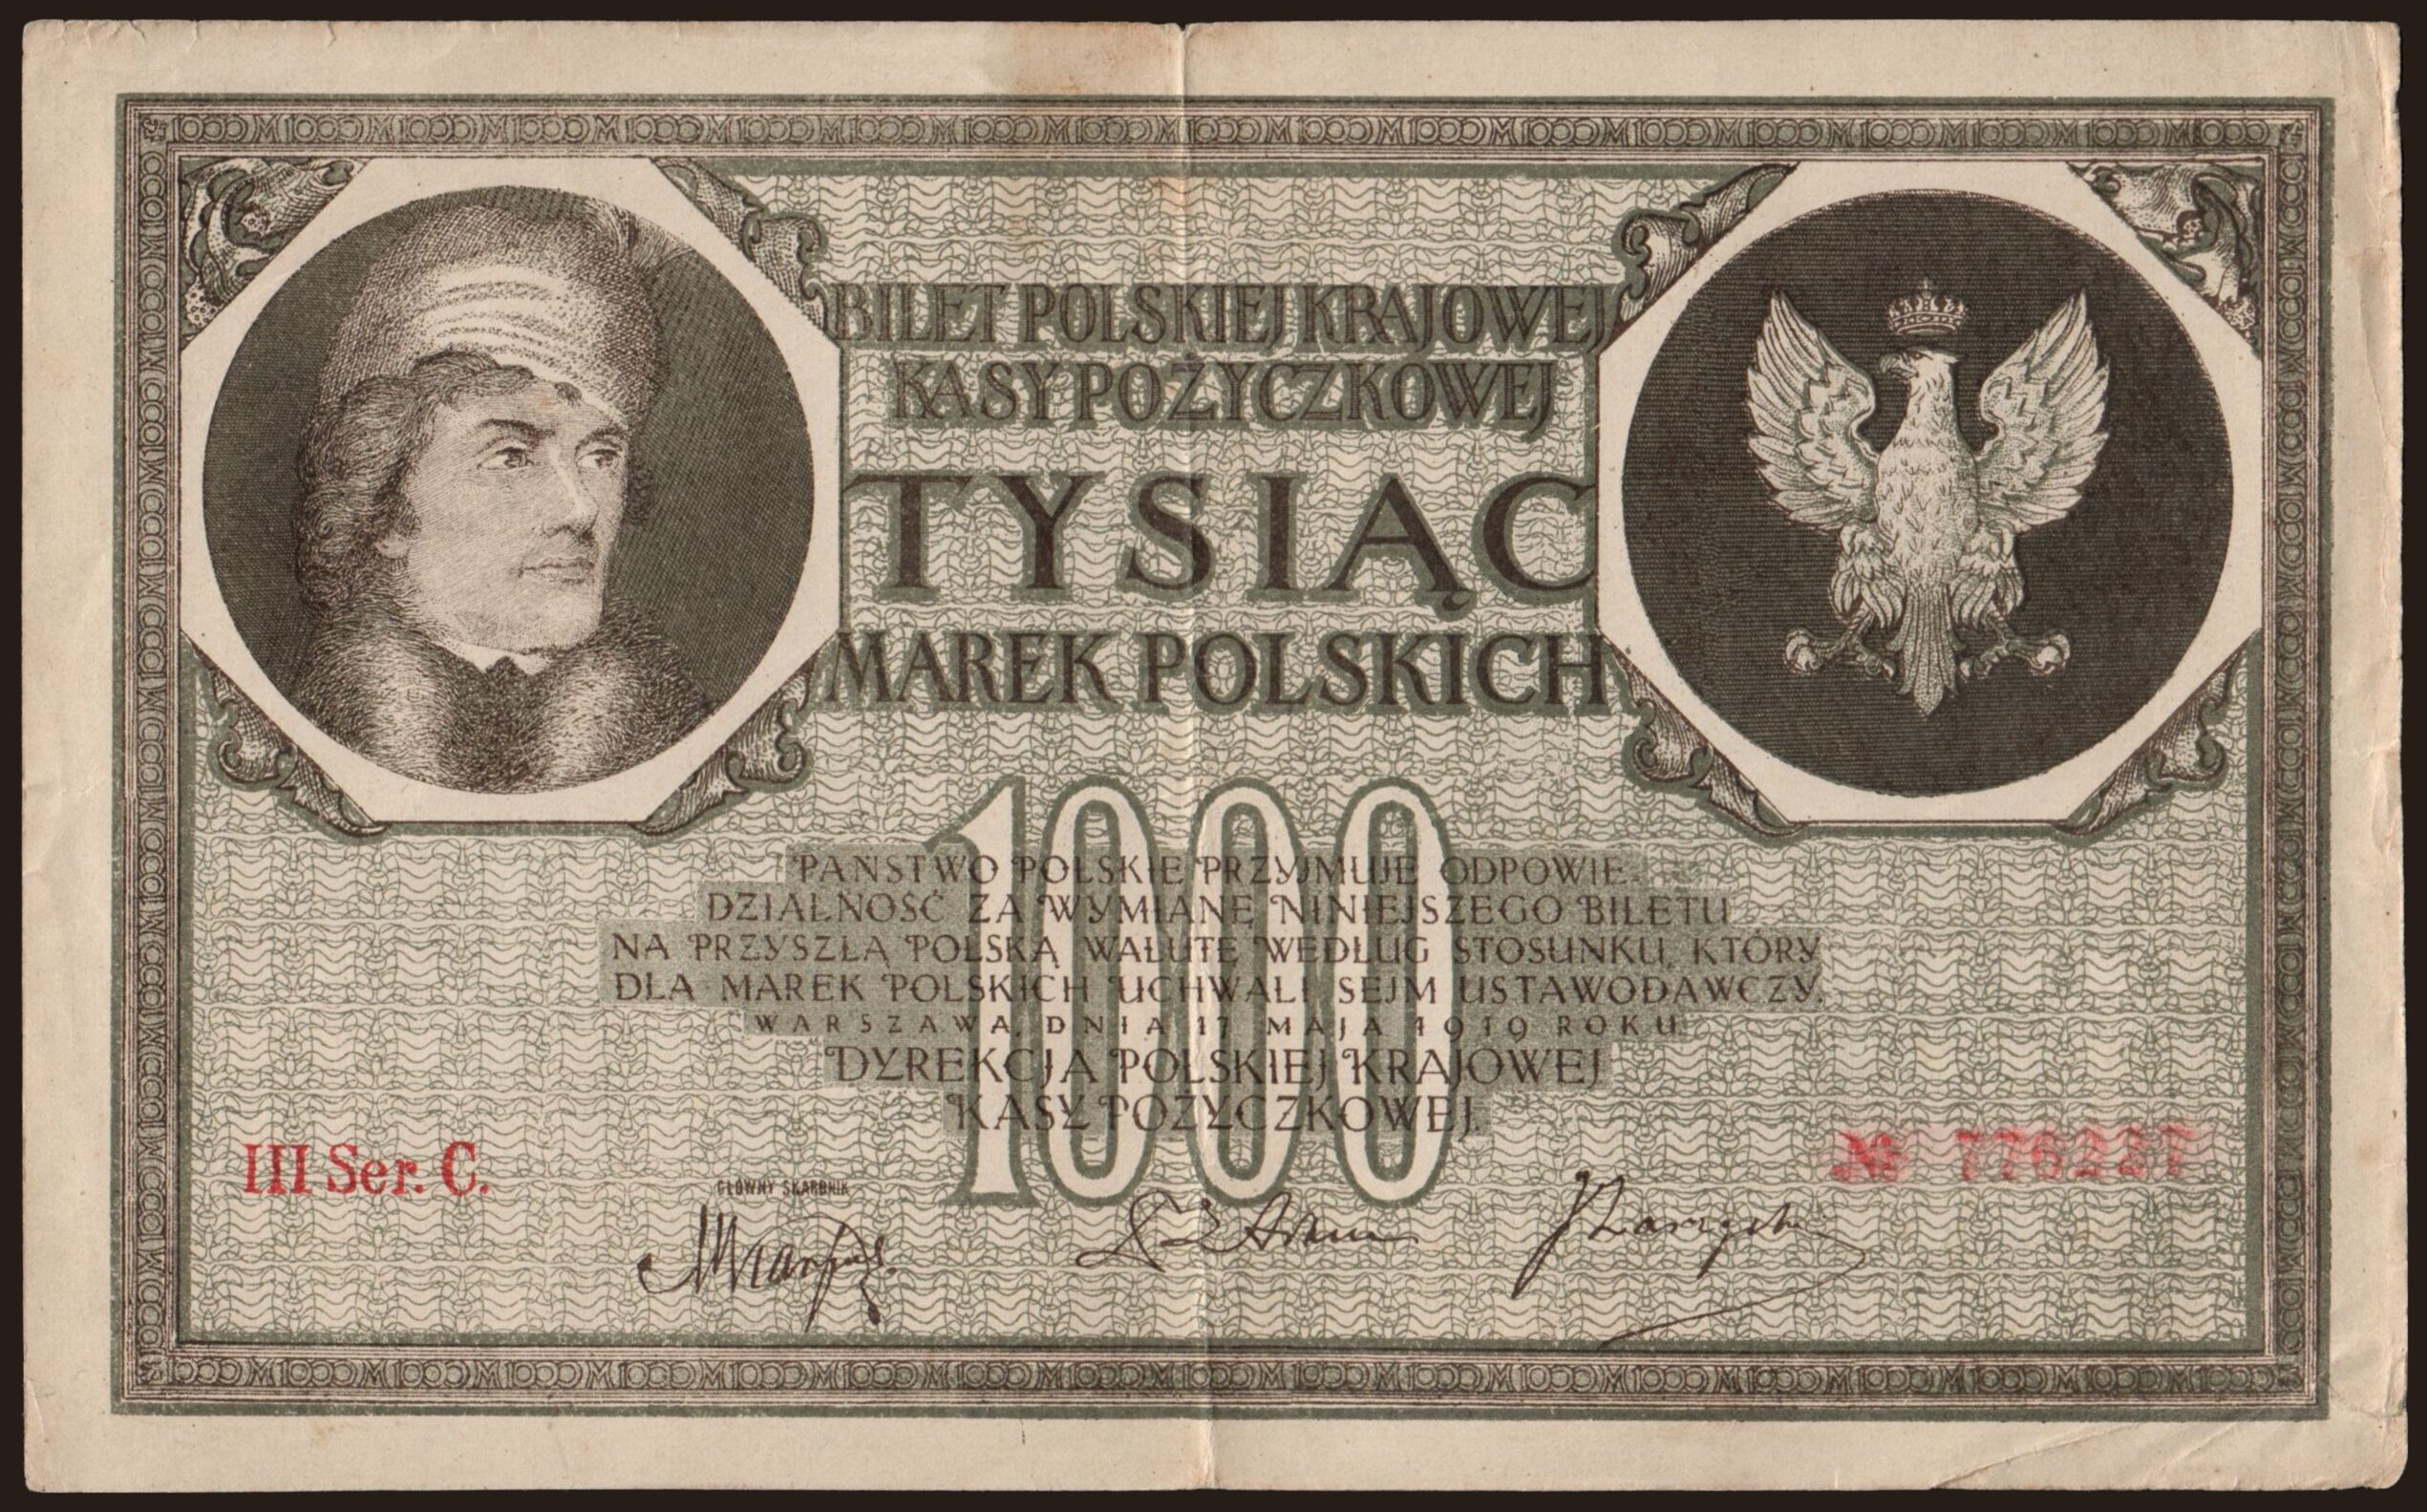 BILET POLSKIEJ KRAJOWEJ
KASY POŻYCZKOWEJ
TYSIĄC
MAREK POLSKICH
1000
PAŃSTWO POLSKIE PRZYJMUJE ODPOWIE-
DZIALNOŚĆ ZA WYMIANĘ NINIEJSZEGO BILETU
NA PRZYSZŁĄ POLSKĄ WALUTĘ WEDŁUG STOSUNKU, KTÓRY
DLA MAREK POLSKICH UCHWALI SEJM USTAWODAWCZY.
WARSZAWA, DNIA 17 MAJA 1919 ROKU.
DYREKCJA POLSKIEJ KRAJOWEJ
KASY POŻYCZKOWEJ.
III Ser. C.
№ 776227
GŁÓWNY SKARBNIK